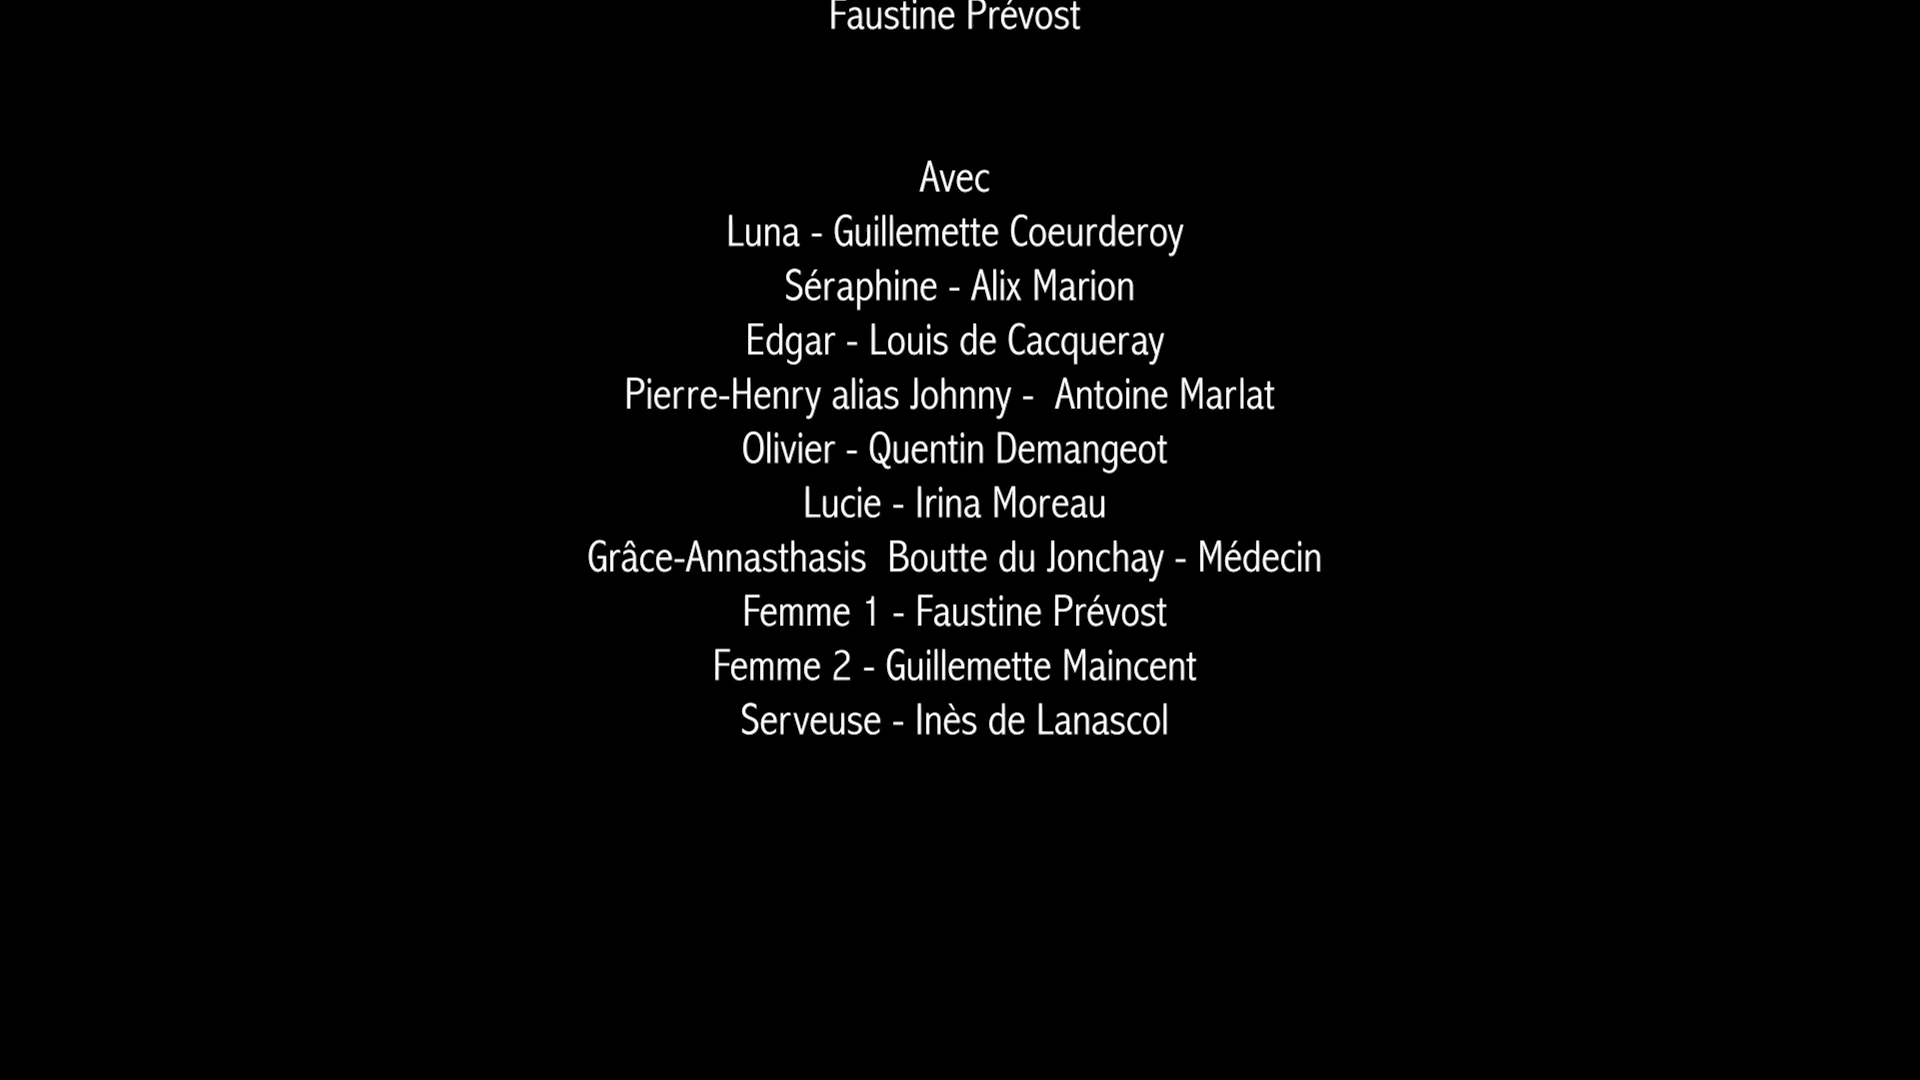 Faustine Prévost
Avec
Luna - Guillemette Coeurderoy
Séraphine - Alix Marion
Edgar - Louis de Cacqueray
Pierre-Henry alias Johnny -  Antoine Marlat
Olivier - Quentin Demangeot
Lucie - Irina Moreau
Grâce-Annasthasis  Boutte du Jonchay - Médecin
Femme 1 - Faustine Prévost
Femme 2 - Guillemette Maincent
Serveuse - Inès de Lanascol